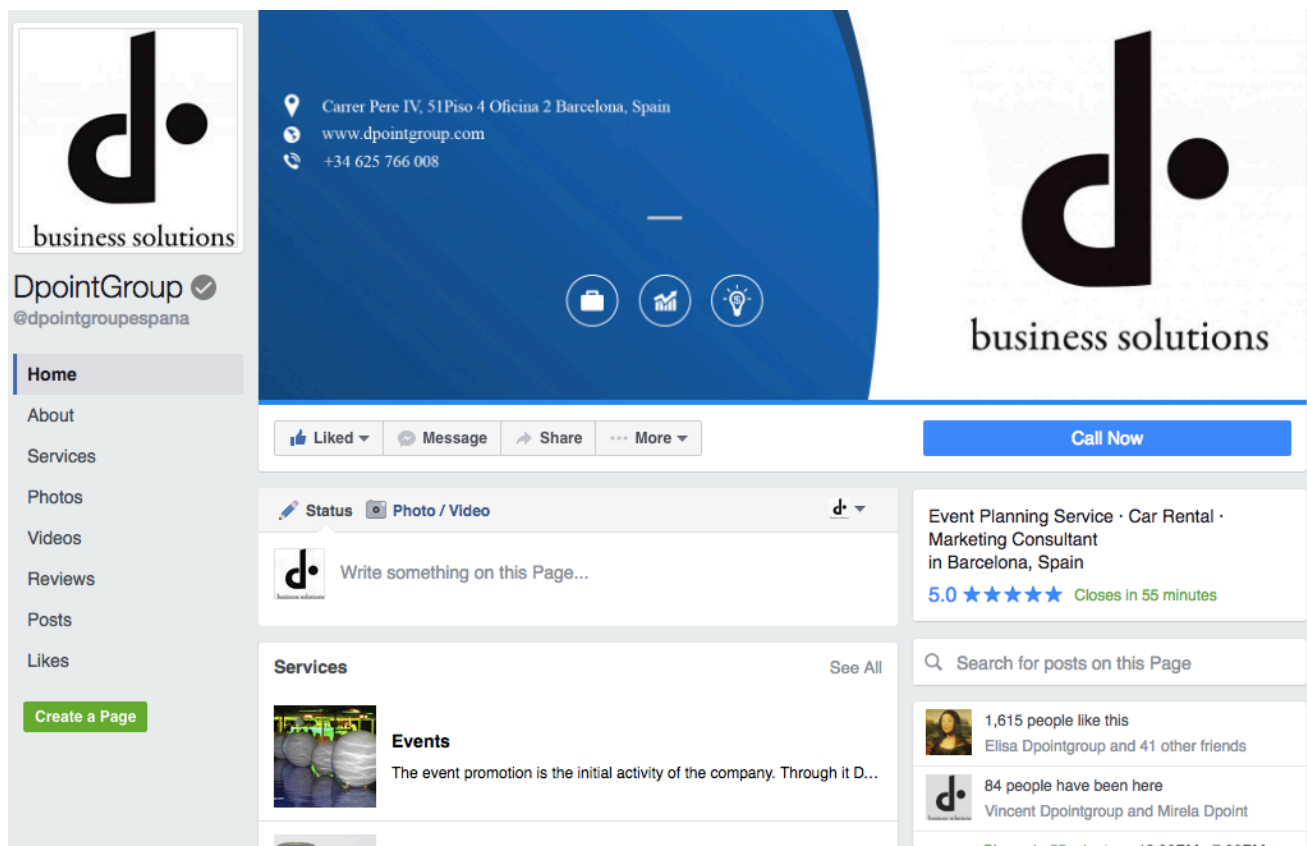 d
business solutions
DpointGroup
@dpointgroupespana
Home
About
Services
Photos
Videos
Reviews
Posts
Likes
Create a Page
Carrer Pere IV, 51Piso 4 Oficina 2 Barcelona, Spain
www.dpointgroup.com
+34 625 766 008
d
business solutions
Liked
Message
Share
More
Call Now
Status
Photo / Video
d
d
business solutions
Write something on this Page...
Services
See All
Events
The event promotion is the initial activity of the company. Through it D...
Event Planning Service · Car Rental ·
Marketing Consultant
in Barcelona, Spain
5.0 ★★★★★ Closes in 55 minutes
Search for posts on this Page
1,615 people like this
Elisa Dpointgroup and 41 other friends
d
business solutions
84 people have been here
Vincent Dpointgroup and Mirela Dpoint